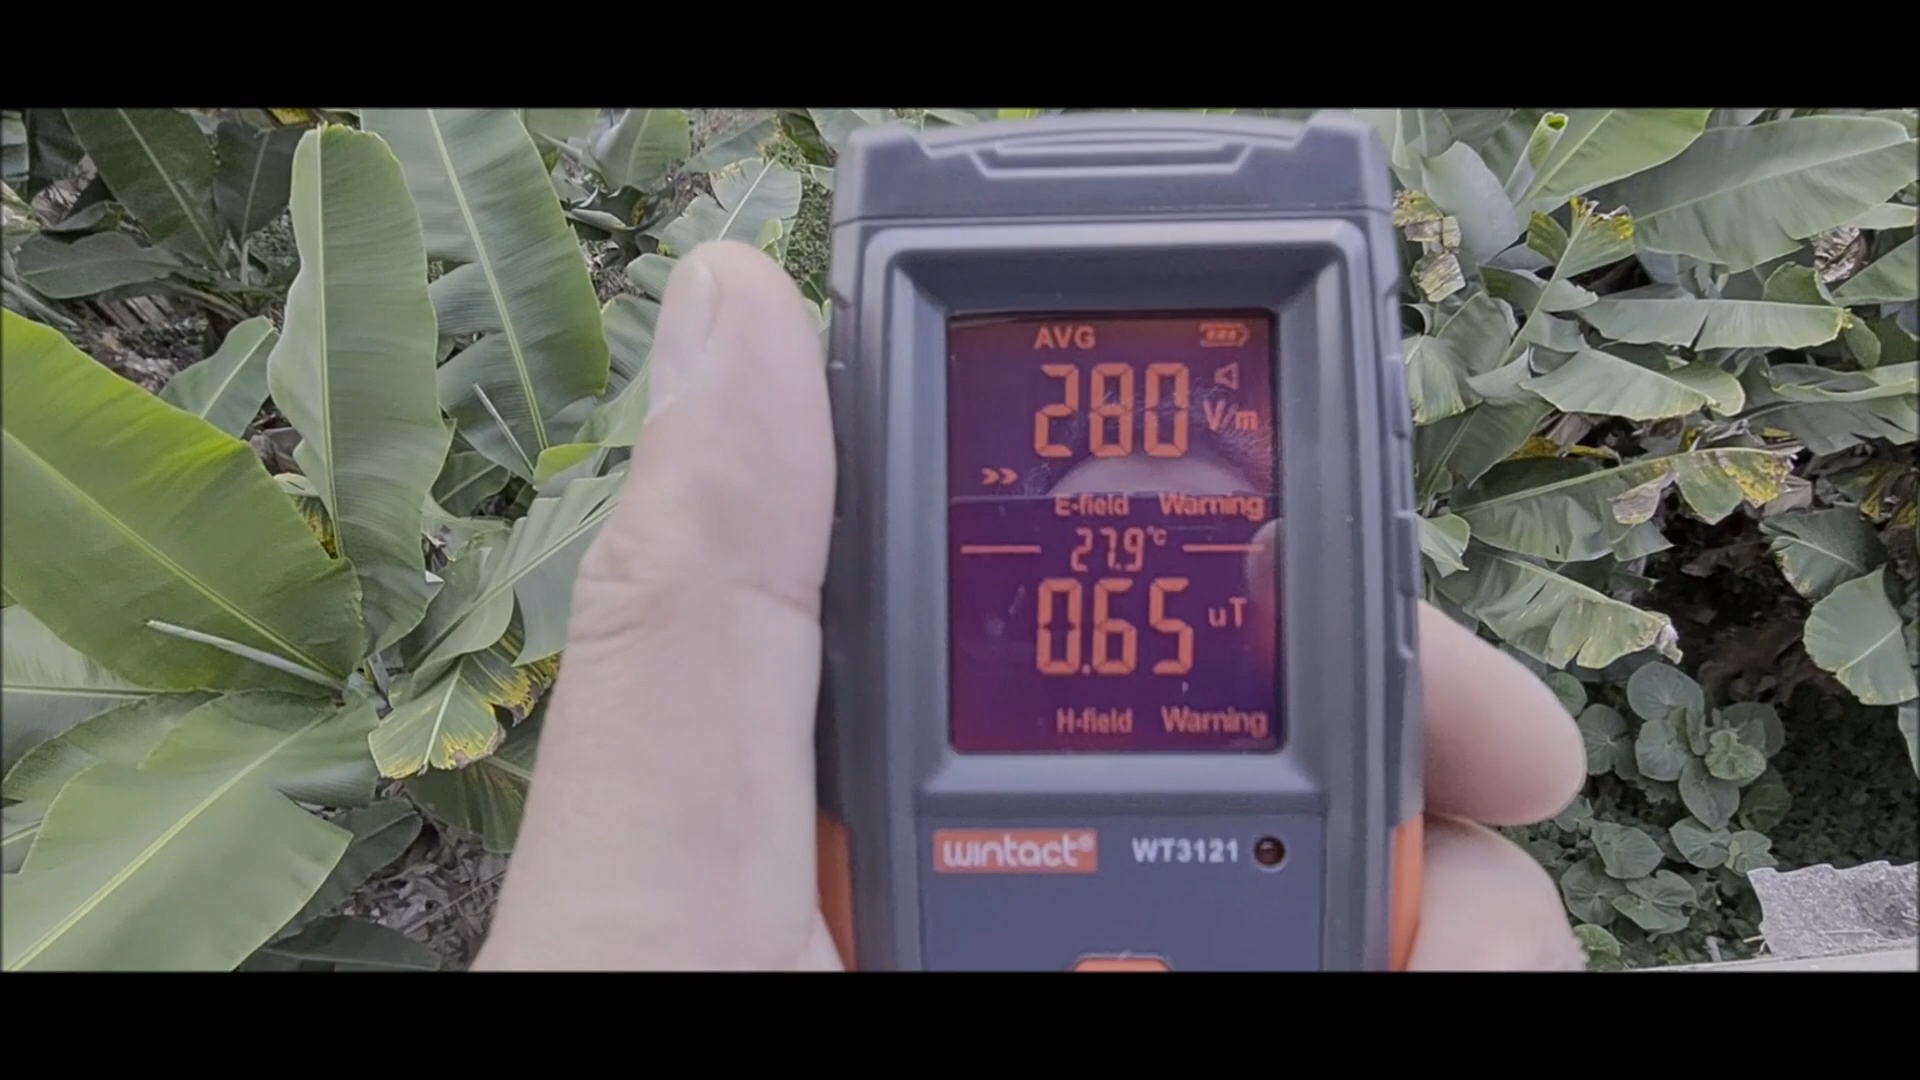 AVG
280
V/m
>>
E-field Warning
27.9°C
0.65 uT
H-field Warning
wintact® WT3121